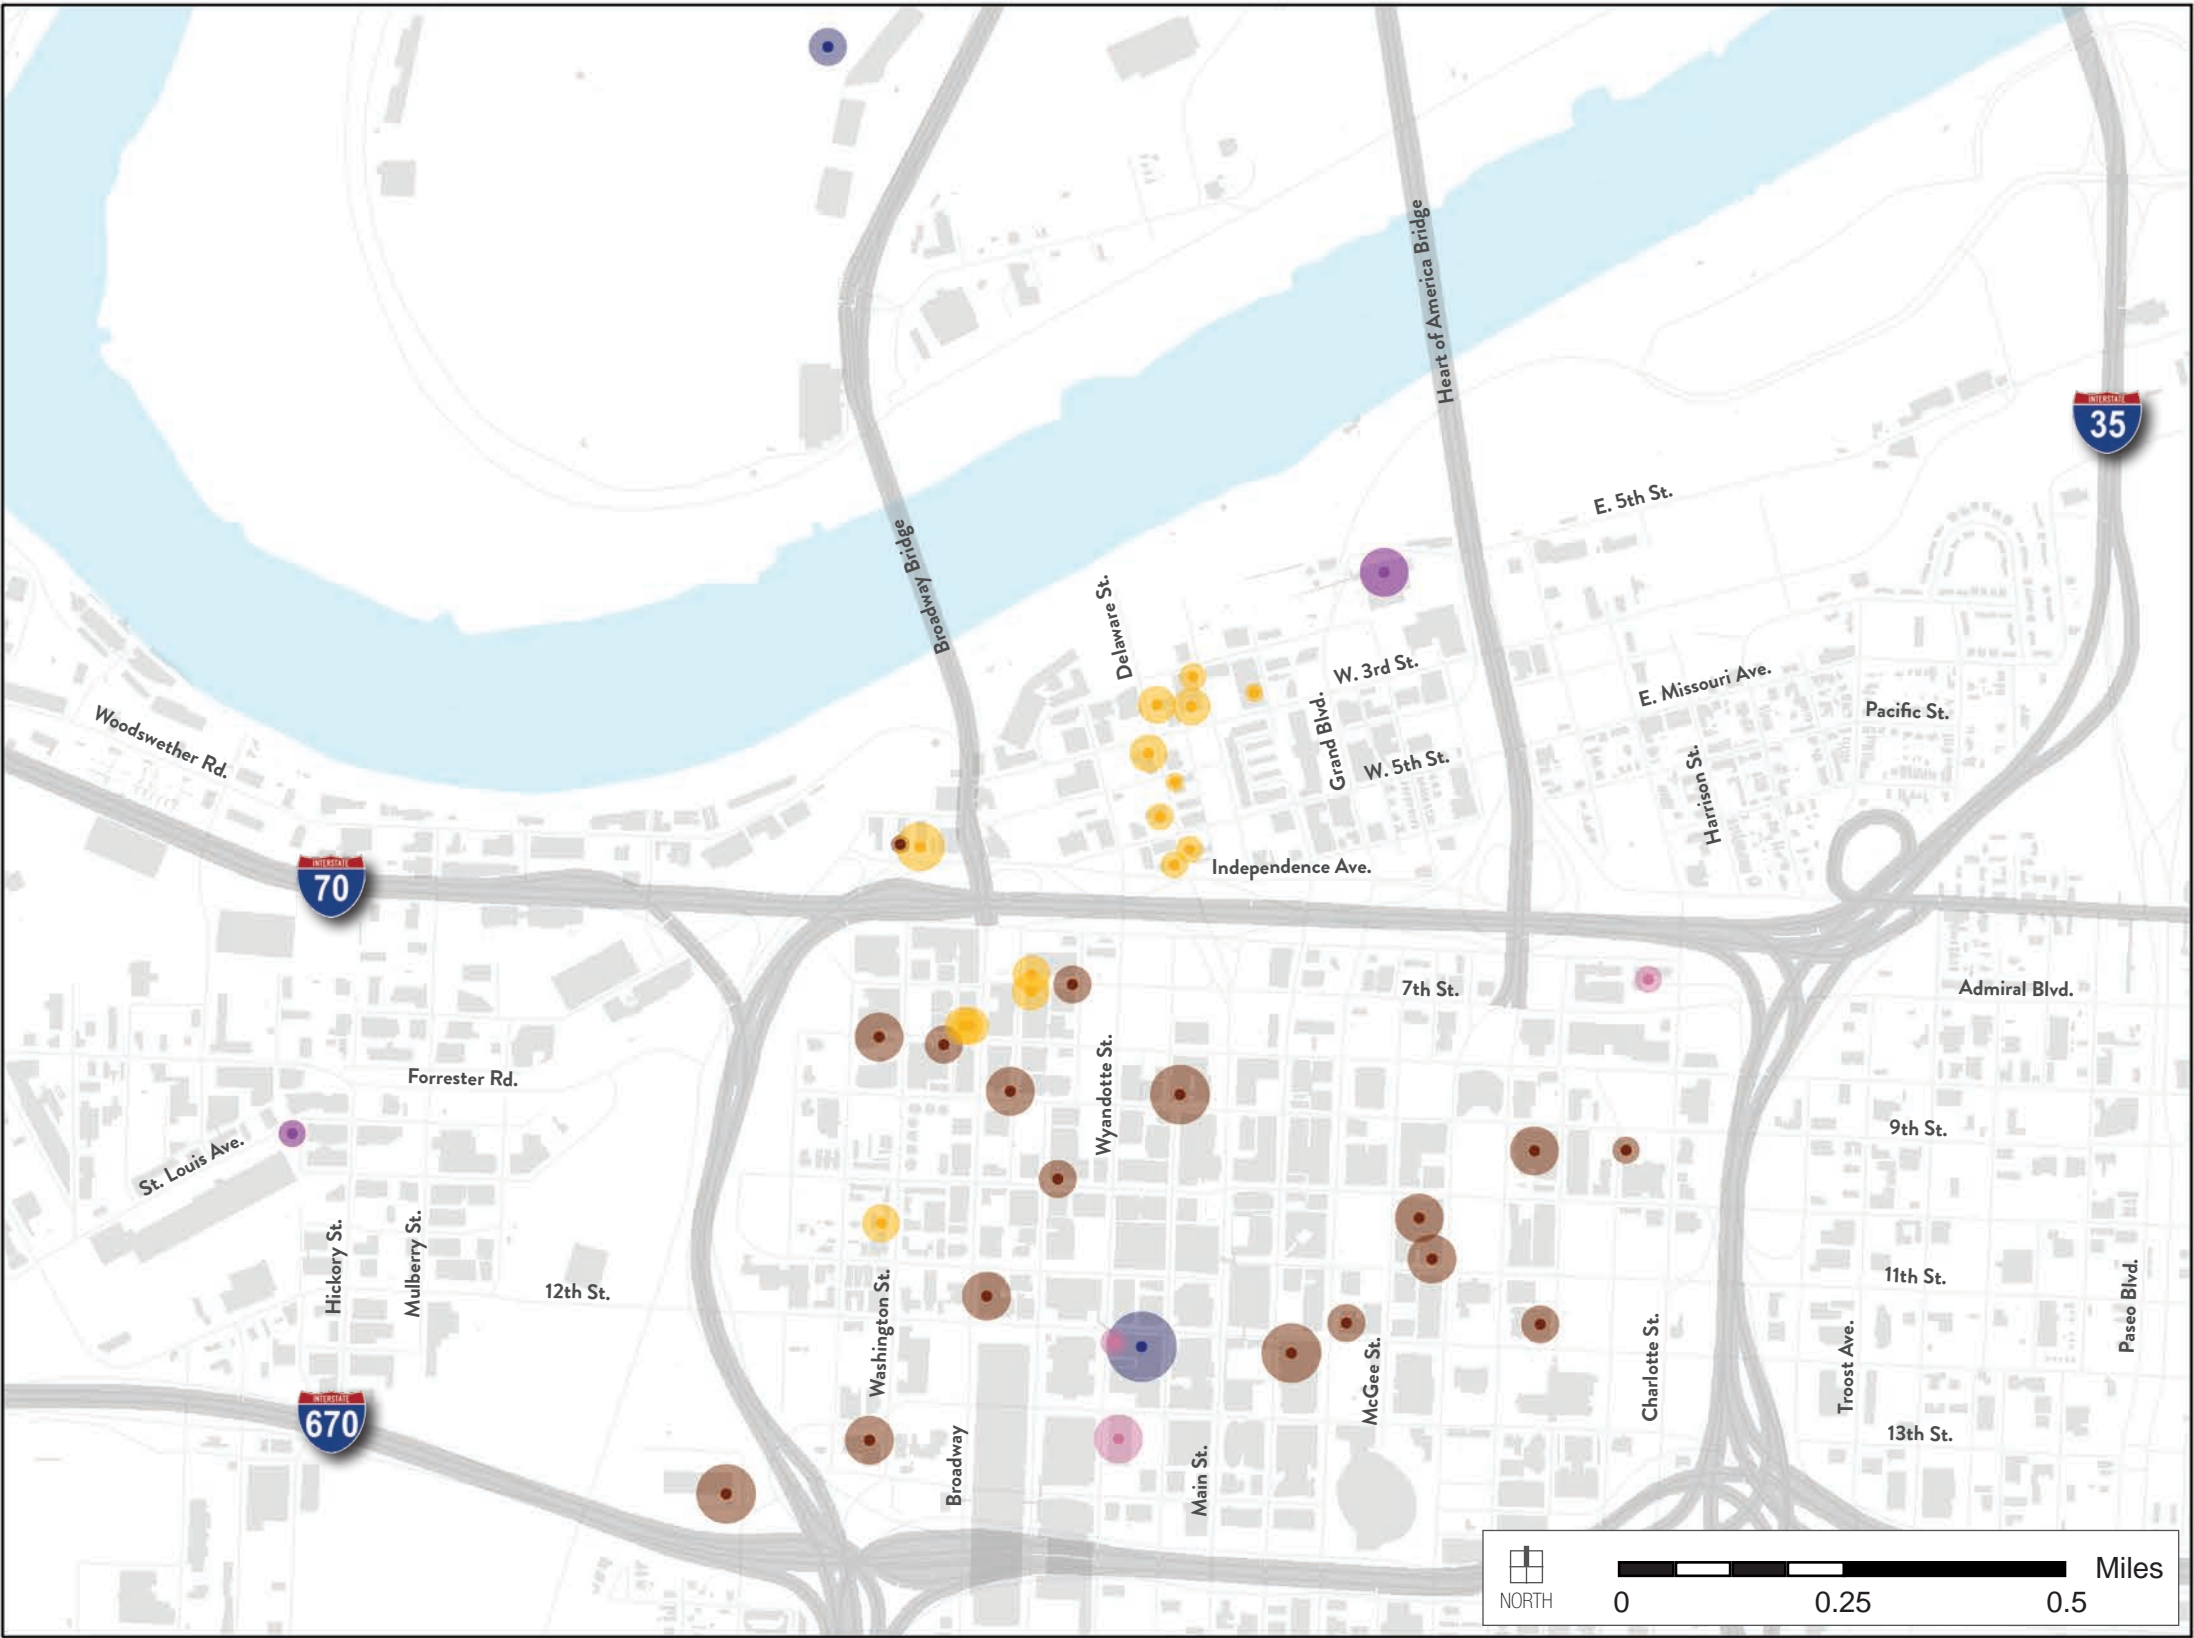 Heart of America Bridge
INTERSTATE
35
E. 5th St.
Broadway Bridge
Delaware St.
W. 3rd St.
E. Missouri Ave.
Pacific St.
Woodswether Rd.
Grand Blvd.
W. 5th St.
Harrison St.
INTERSTATE
70
Independence Ave.
7th St.
Admiral Blvd.
Forrester Rd.
Wyandotte St.
9th St.
St. Louis Ave.
Hickory St.
Mulberry St.
12th St.
Washington St.
11th St.
Paseo Blvd.
McGee St.
Charlotte St.
Troost Ave.
INTERSTATE
670
Broadway
Main St.
13th St.
NORTH
Miles
0 0.25 0.5